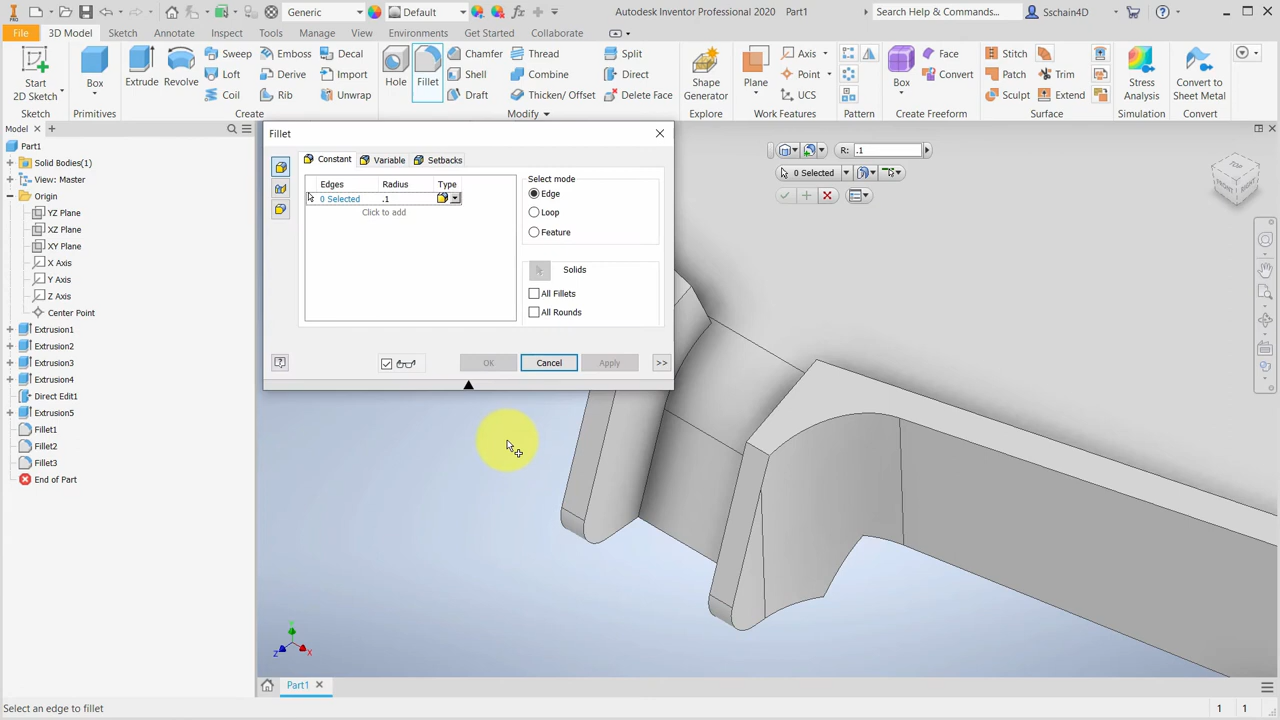 Generic
Default
Autodesk Inventor Professional 2020 Part1
Search Help & Commands...
Sschain4D
File 3D Model Sketch Annotate Inspect Tools Manage View Environments Get Started Collaborate
Start
2D Sketch
Box
Primitives
Extrude
Revolve
Sweep Emboss Decal
Loft Derive Import
Coil Rib Unwrap
Create
Hole
Fillet
Chamfer Thread Split
Shell Combine Direct
Draft Thicken/ Offset Delete Face
Modify
Shape
Generator
Explore
Plane
Axis
Point
UCS
Work Features
Pattern
Box
Face
Convert
Create Freeform
Stitch
Patch Trim
Sculpt Extend
Surface
Stress
Analysis
Simulation
Convert to
Sheet Metal
Convert
Model
Part1
Solid Bodies(1)
View: Master
Origin
YZ Plane
XZ Plane
XY Plane
X Axis
Y Axis
Z Axis
Center Point
Extrusion1
Extrusion2
Extrusion3
Extrusion4
Direct Edit1
Extrusion5
Fillet1
Fillet2
Fillet3
End of Part
Fillet
Constant Variable Setbacks
Edges Radius Type
0 Selected .1
Click to add
Select mode
Edge
Loop
Feature
Solids
All Fillets
All Rounds
OK Cancel Apply >>
R: .1
0 Selected
Y
Z X
Part1
Select an edge to fillet
1 1